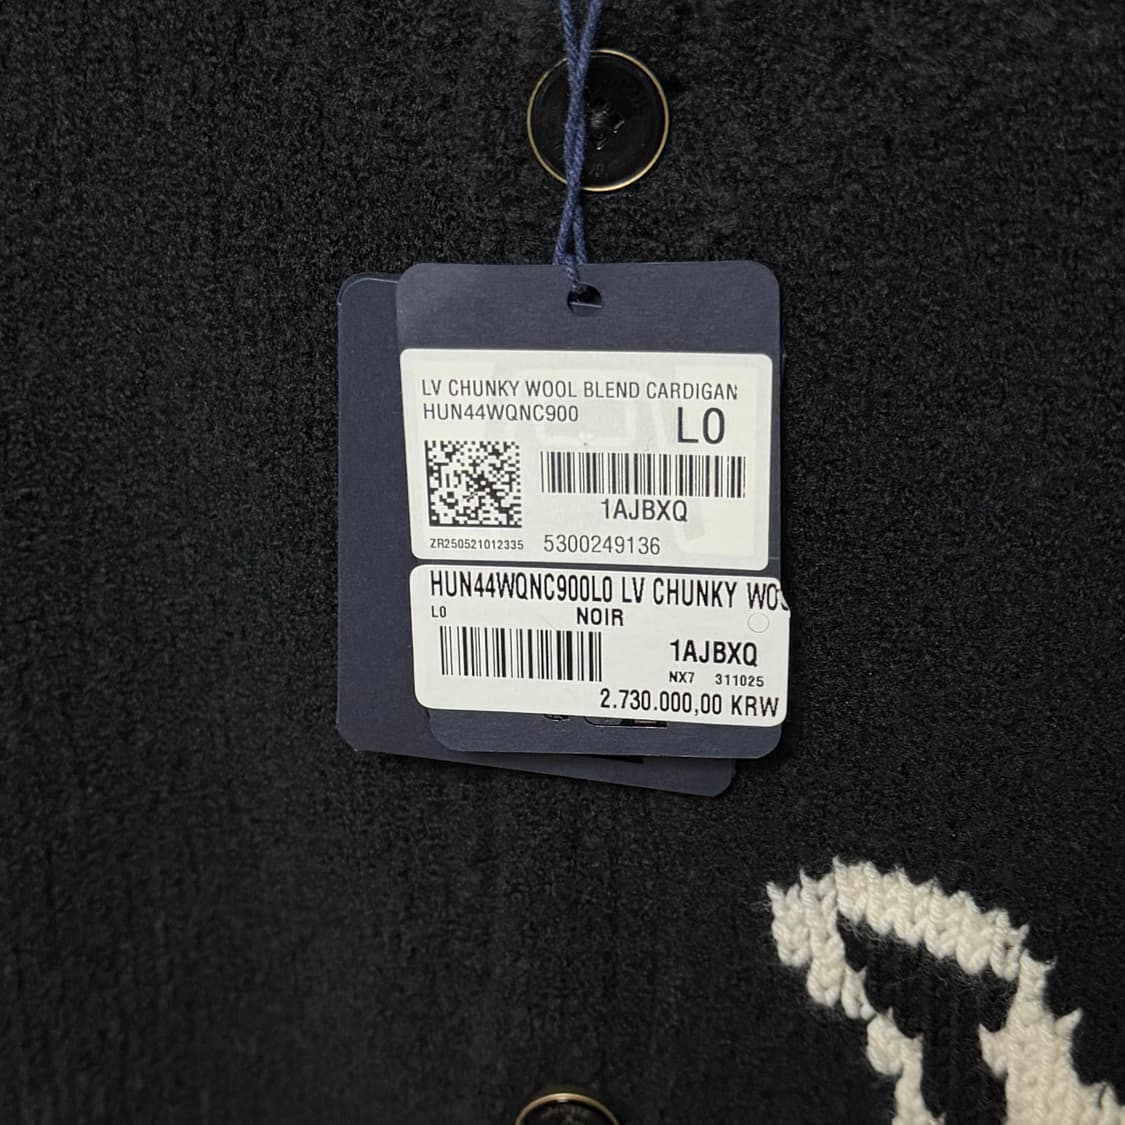 LV CHUNKY WOOL BLEND CARDIGAN
HUN44WQNC900
L0
1AJBXQ
ZR250521012335 5300249136
HUN44WQNC900L0 LV CHUNKY
L0 NOIR
1AJBXQ
NX7 311025
2.730.000,00 KRW